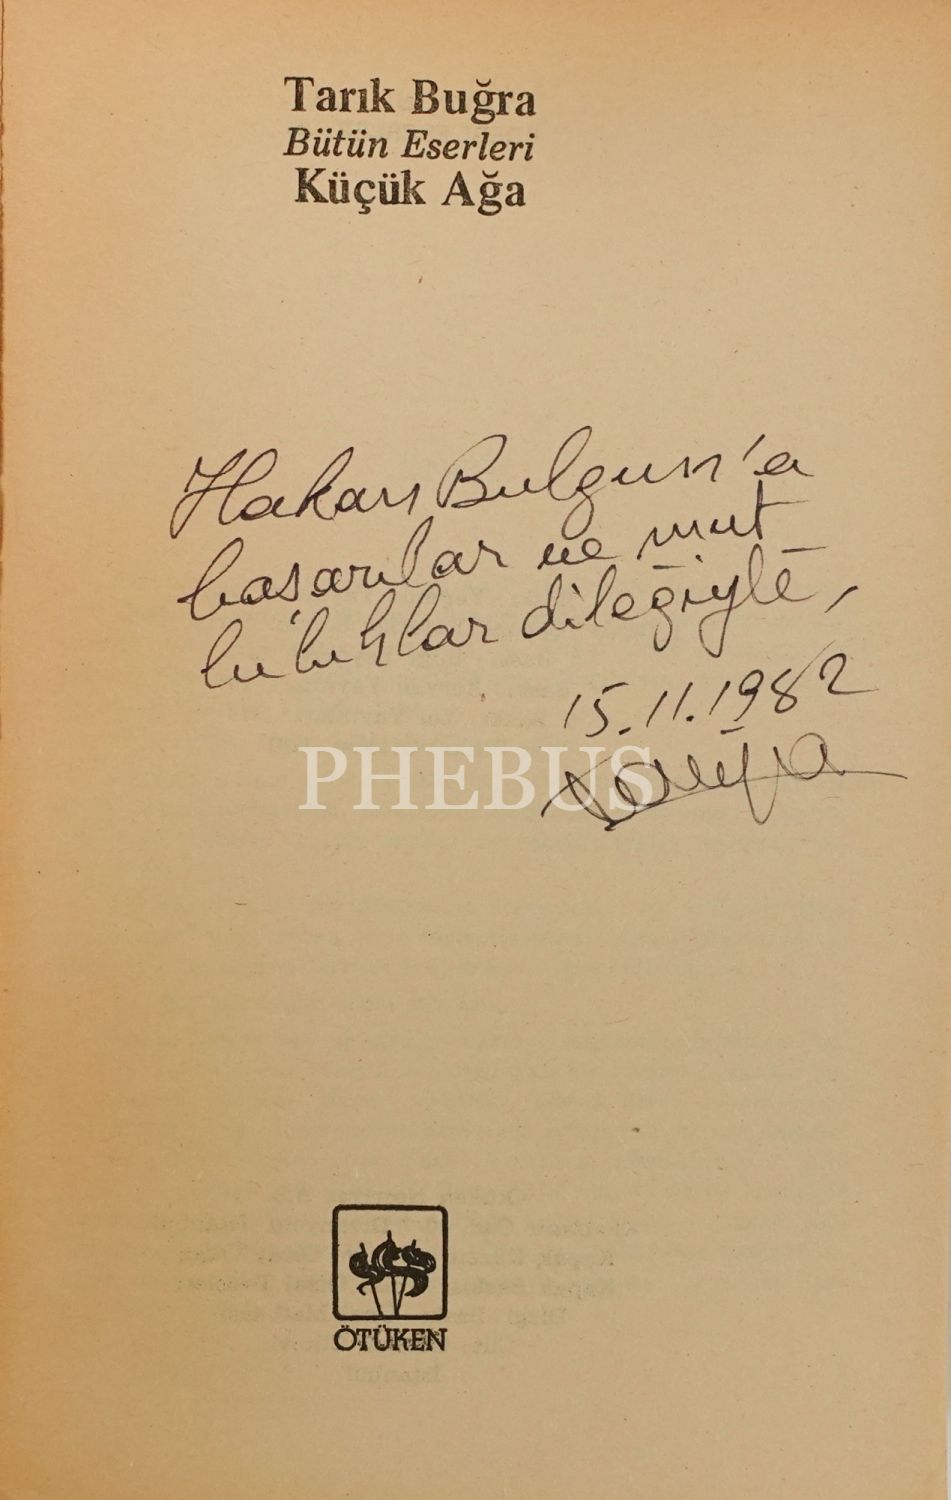 Tarık Buğra
Bütün Eserleri
Küçük Ağa
Hakan Bulgun'a
başarılar ve mut
luluklar dileğiyle,
15.11.1982
PHEBUS
ÖTÜKEN